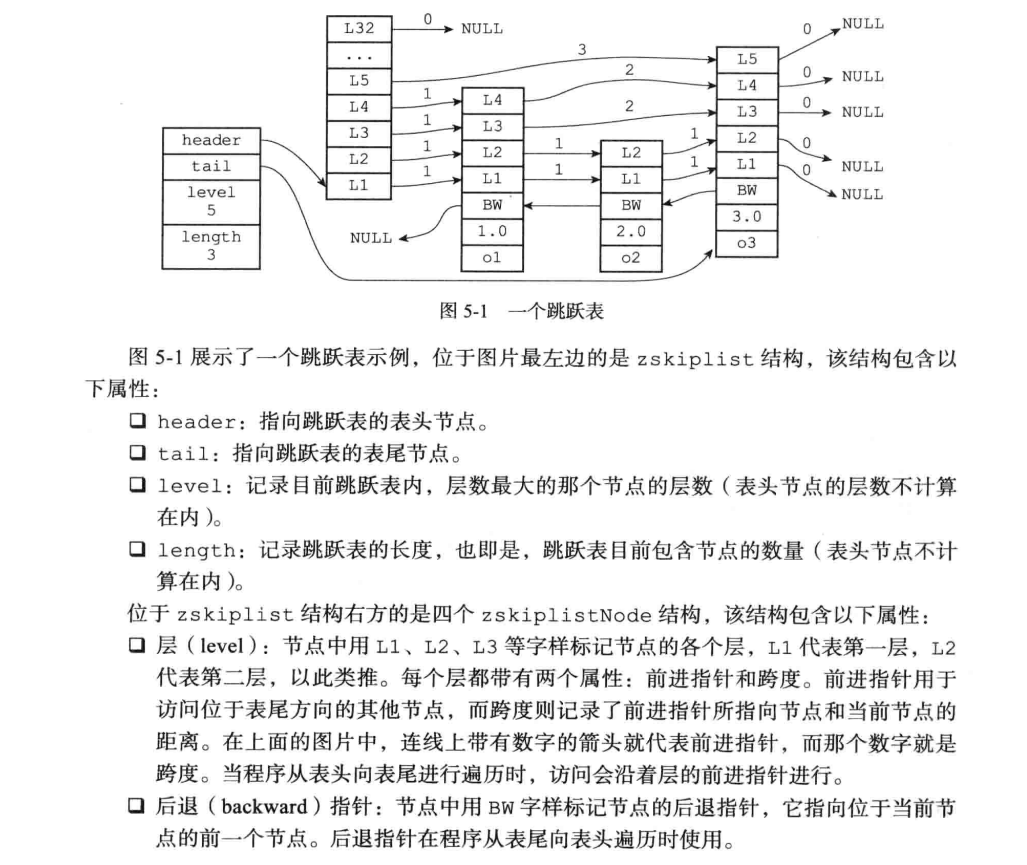 L32 0 NULL
...
L5 3 L5 0 NULL
L4 1 L4 2 L4 0 NULL
L3 1 L3 2 L3 0 NULL
L2 1 L2 1 L2 1 L2 0 NULL
L1 1 L1 1 L1 1 L1 0 NULL
header
tail
level
5
length
3
NULL BW BW BW
1.0 2.0 3.0
o1 o2 o3
图 5-1 一个跳跃表
图 5-1 展示了一个跳跃表示例，位于图片最左边的是 zskiplist 结构，该结构包含以
下属性：
❑ header：指向跳跃表的表头节点。
❑ tail：指向跳跃表的表尾节点。
❑ level：记录目前跳跃表内，层数最大的那个节点的层数（表头节点的层数不计算
在内）。
❑ length：记录跳跃表的长度，也即是，跳跃表目前包含节点的数量（表头节点不计
算在内）。
位于 zskiplist 结构右方的是四个 zskiplistNode 结构，该结构包含以下属性：
❑ 层（level）：节点中用 L1、L2、L3 等字样标记节点的各个层，L1 代表第一层，L2
代表第二层，以此类推。每个层都带有两个属性：前进指针和跨度。前进指针用于
访问位于表尾方向的其他节点，而跨度则记录了前进指针所指向节点和当前节点的
距离。在上面的图片中，连线上带有数字的箭头就代表前进指针，而那个数字就是
跨度。当程序从表头向表尾进行遍历时，访问会沿着层的前进指针进行。
❑ 后退（backward）指针：节点中用 BW 字样标记节点的后退指针，它指向位于当前节
点的前一个节点。后退指针在程序从表尾向表头遍历时使用。